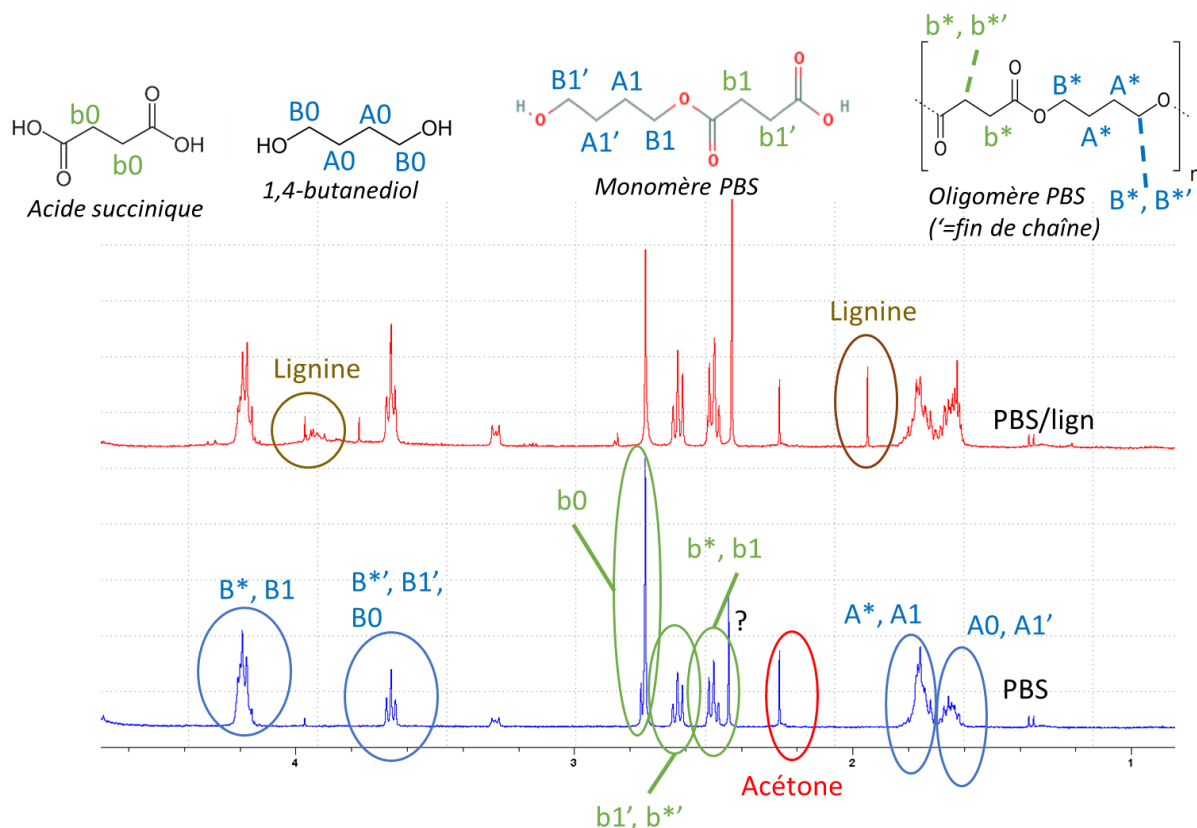 b*, b*’
B1’
A1
b1
O
B0
A0
O
B*
A*
b0
O
H
O
OH
O
O
HO
OH
O
H
O
HO
b0
O
HO
A0
B0
A1’
B1
O
b1’
O
b*
A*
n
Acide succinique
1,4-butanediol
Monomère PBS
B*, B*’
Oligomère PBS
(‘=fin de chaîne)
Lignine
Lignine
PBS/lign
b0
b*, b1
B*, B1
B*’, B1’,
B0
?
A*, A1
A0, A1’
PBS
4
3
2
1
Acétone
b1’, b*’